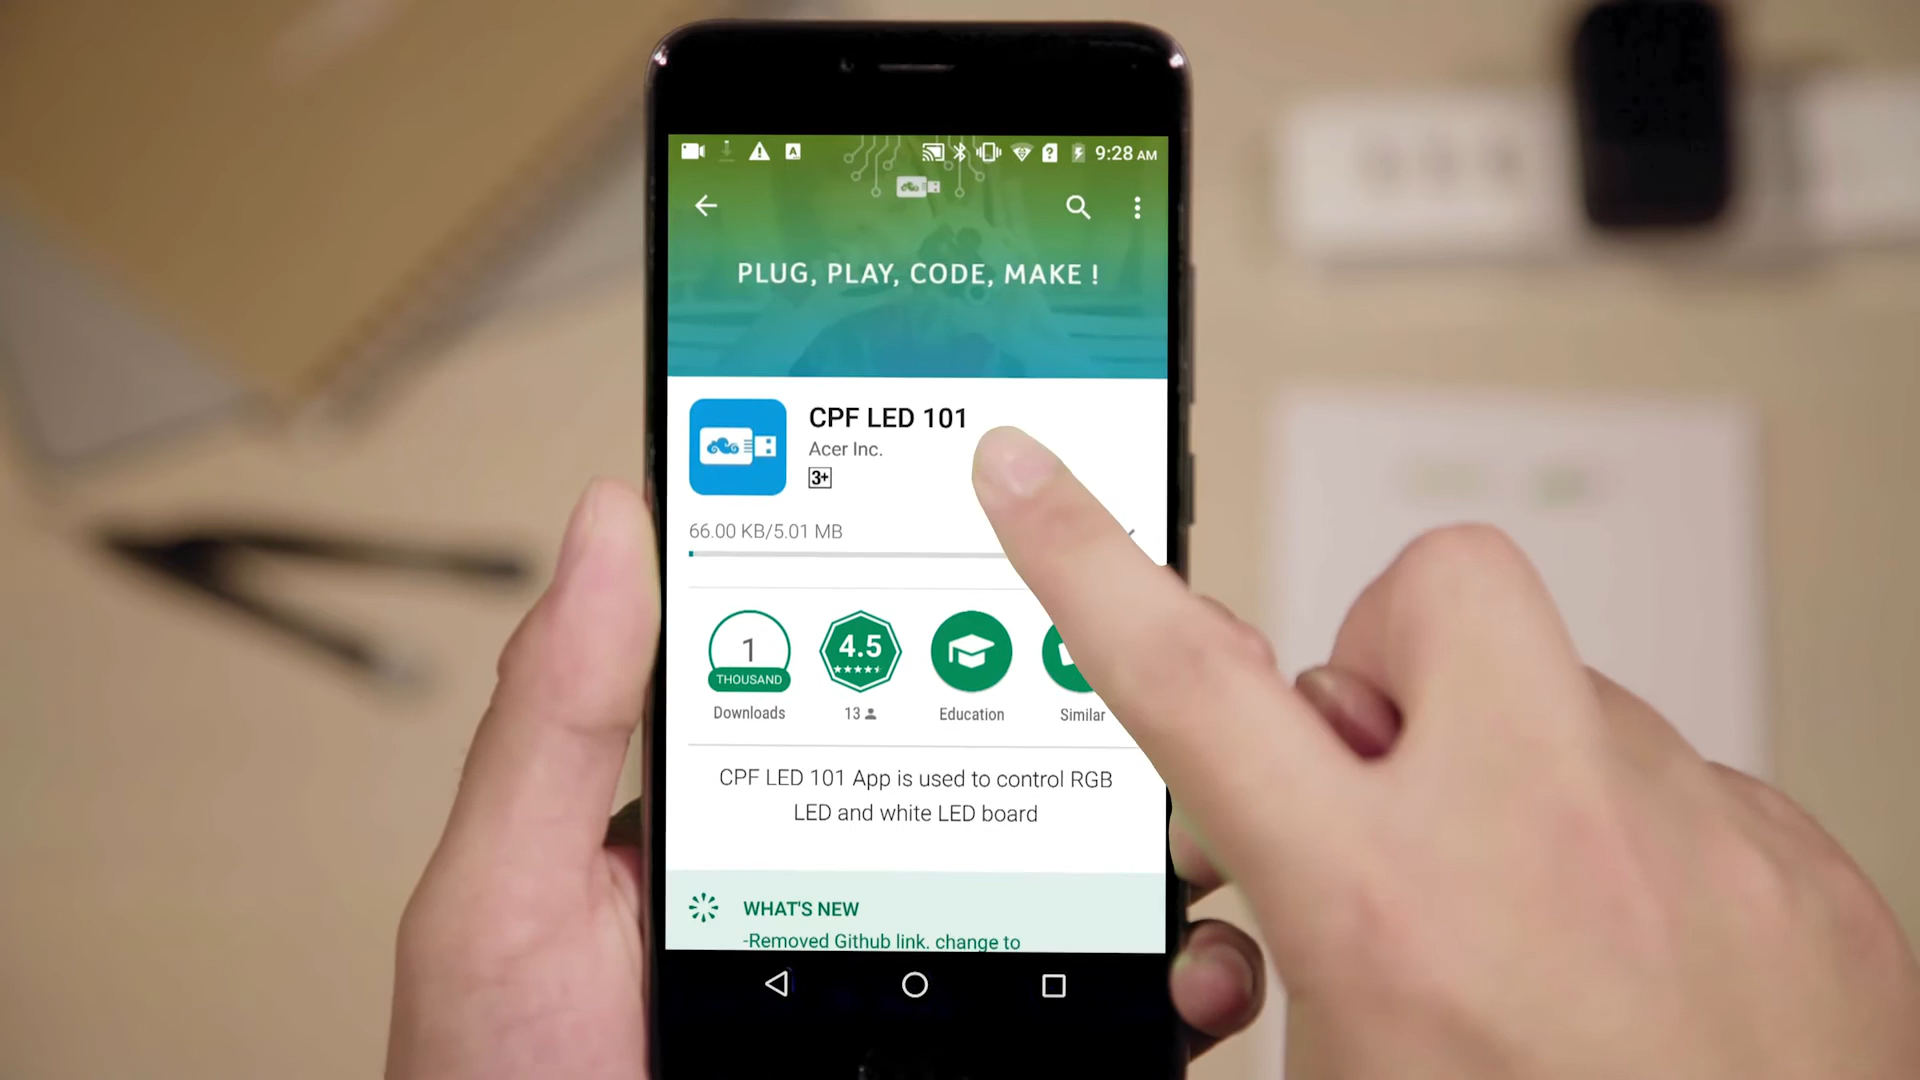 9:28 AM
PLUG, PLAY, CODE, MAKE !
CPF LED 101
Acer Inc.
3+
66.00 KB/5.01 MB
1
THOUSAND
4.5
Downloads
13
Education
Similar
CPF LED 101 App is used to control RGB
LED and white LED board
WHAT'S NEW
-Removed Github link. change to